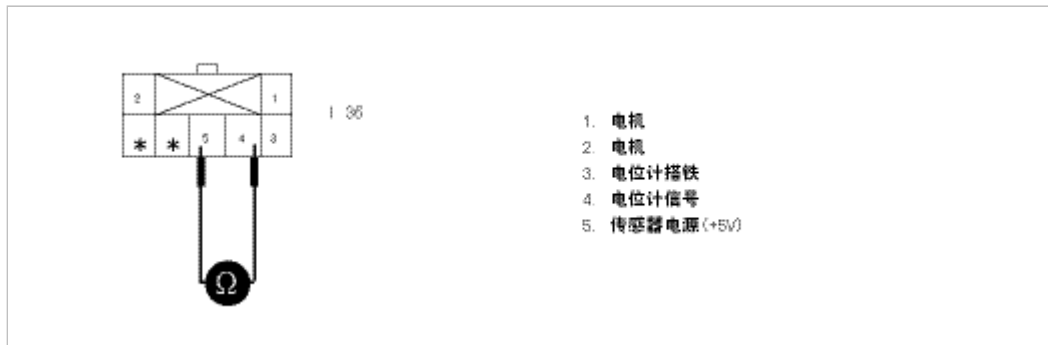 2 1
I 36
* * 5 4 3
Ω
1. 电机
2. 电机
3. 电位计搭铁
4. 电位计信号
5. 传感器电源(+5V)